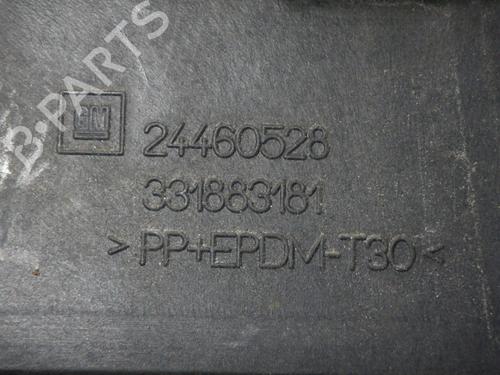 B-PARTS
GM
24460528
331883181
> PP+EPDM-T30 <